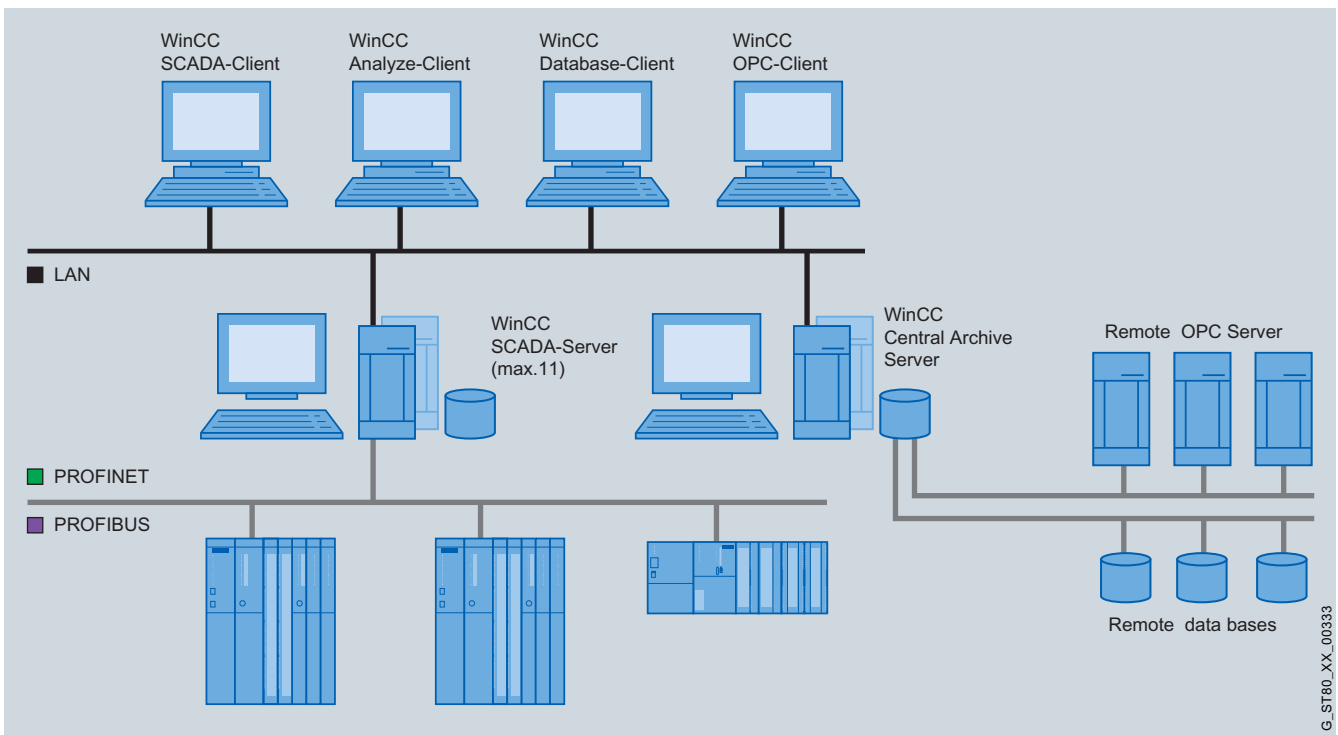 WinCC
SCADA-Client
WinCC
Analyze-Client
WinCC
Database-Client
WinCC
OPC-Client
LAN
WinCC
SCADA-Server
(max.11)
WinCC
Central Archive
Server
Remote OPC Server
PROFINET
PROFIBUS
Remote data bases
G_ST80_XX_00333